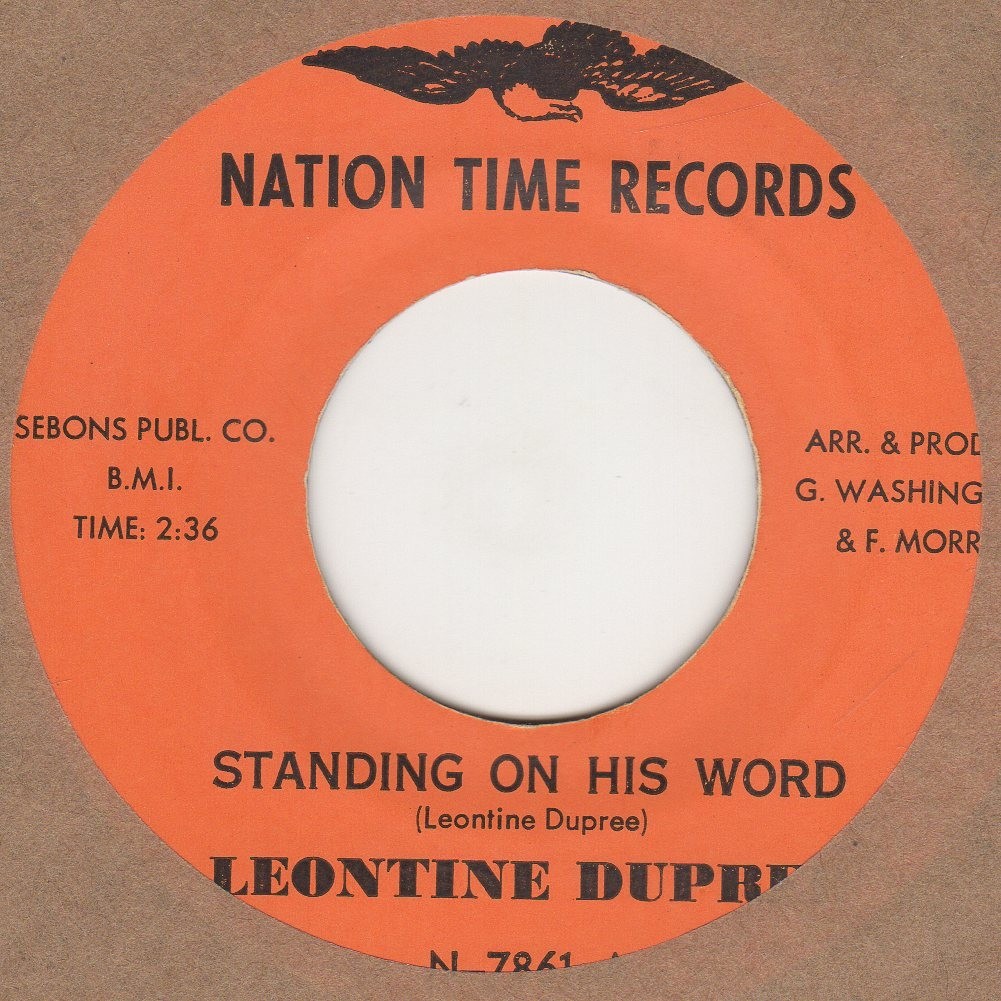 NATION TIME RECORDS
SEBONS PUBL. CO.
B.M.I.
TIME: 2:36
ARR. & PROD
G. WASHING
& F. MORR
STANDING ON HIS WORD
(Leontine Dupree)
LEONTINE DUPRE
N-7861